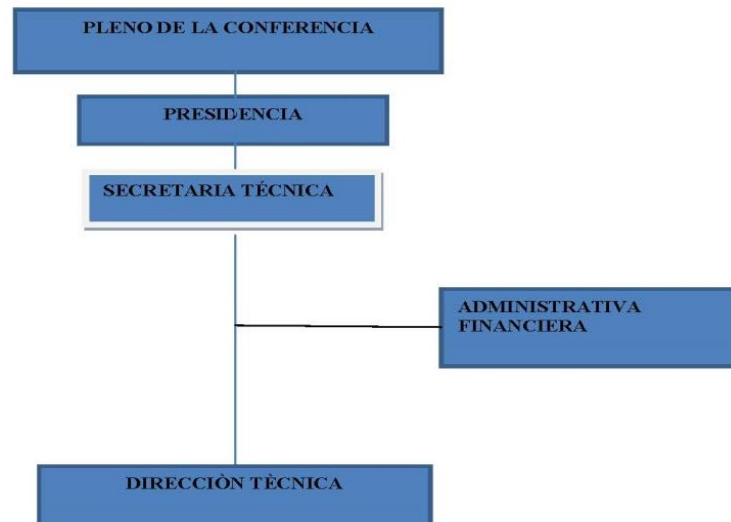 PLENO DE LA CONFERENCIA
PRESIDENCIA
SECRETARIA TÉCNICA
ADMINISTRATIVA
FINANCIERA
DIRECCIÒN TÈCNICA